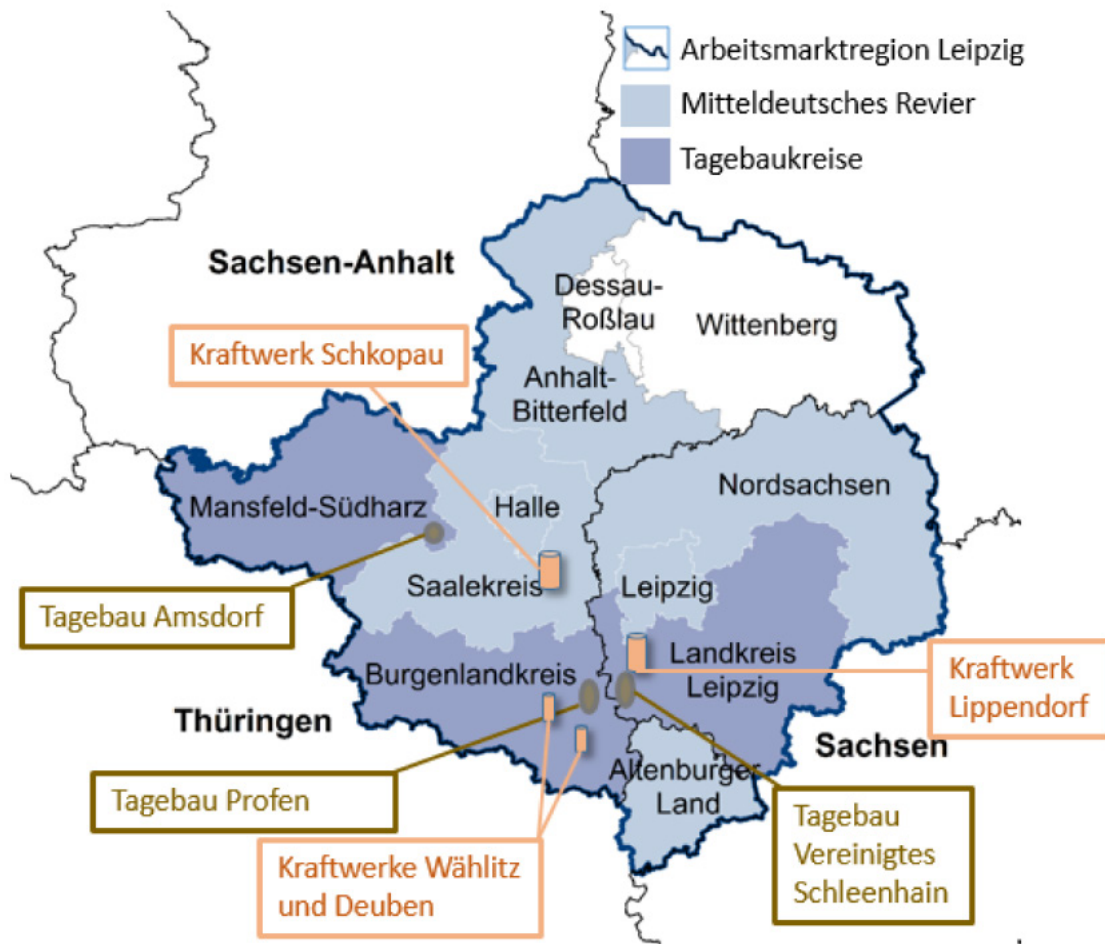 Arbeitsmarktregion Leipzig
Mitteldeutsches Revier
Tagebaukreise
Sachsen-Anhalt
Dessau-
Roßlau
Wittenberg
Kraftwerk Schkopau
Anhalt-
Bitterfeld
Nordsachsen
Mansfeld-Südharz
Halle
Saalekreis
Leipzig
Tagebau Amsdorf
Burgenlandkreis
Landkreis
Leipzig
Kraftwerk
Lippendorf
Thüringen
Sachsen
Altenburger
Land
Tagebau Profen
Tagebau
Vereinigtes
Schleenhain
Kraftwerke Wählitz
und Deuben